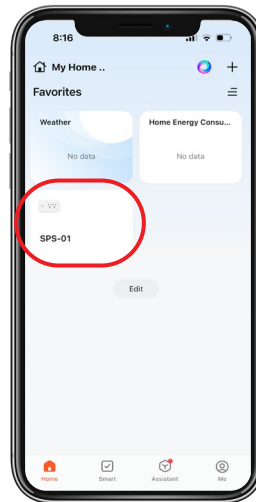 8:16
My Home ..
Favorites
Weather
Home Energy Consu...
No data
No data
SPS-01
Edit
Home
Smart
Assistant
Me